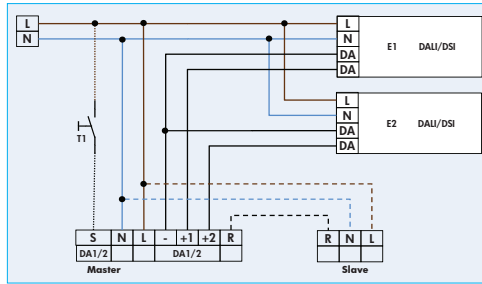 L
N
L
N
E1 DALI/DSI
DA
DA
L
N
E2 DALI/DSI
DA
DA
T1
S N L - +1 +2 R
DA1/2 DA1/2
Master
R N L
Slave